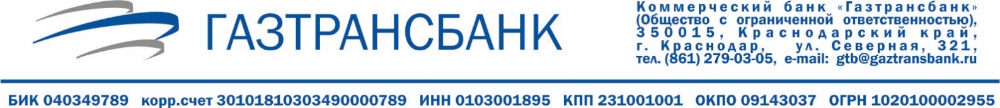 ГАЗТРАНСБАНК
Коммерческий банк «Газтрансбанк»
(Общество с ограниченной ответственностью),
350015, Краснодарский край,
г. Краснодар, ул. Северная, 321,
тел. (861) 279-03-05, e-mail: gtb@gaztransbank.ru
БИК 040349789 корр.счет 30101810303490000789 ИНН 0103001895 КПП 231001001 ОКПО 09143037 ОГРН 1020100002955